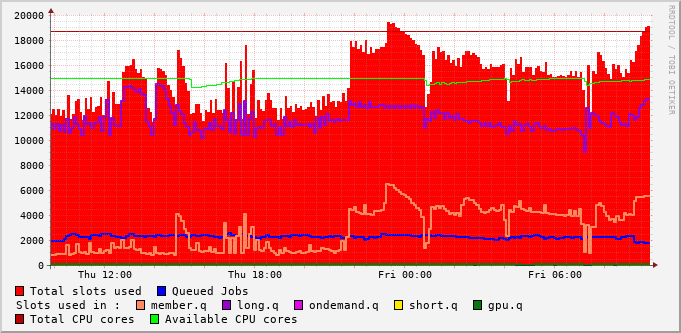 20000
18000
16000
14000
12000
10000
8000
6000
4000
2000
0
Thu 12:00 Thu 18:00 Fri 00:00 Fri 06:00
RRDTOOL / TOBI OETIKER
Total slots used Queued Jobs
Slots used in : member.q long.q ondemand.q short.q gpu.q
Total CPU cores Available CPU cores